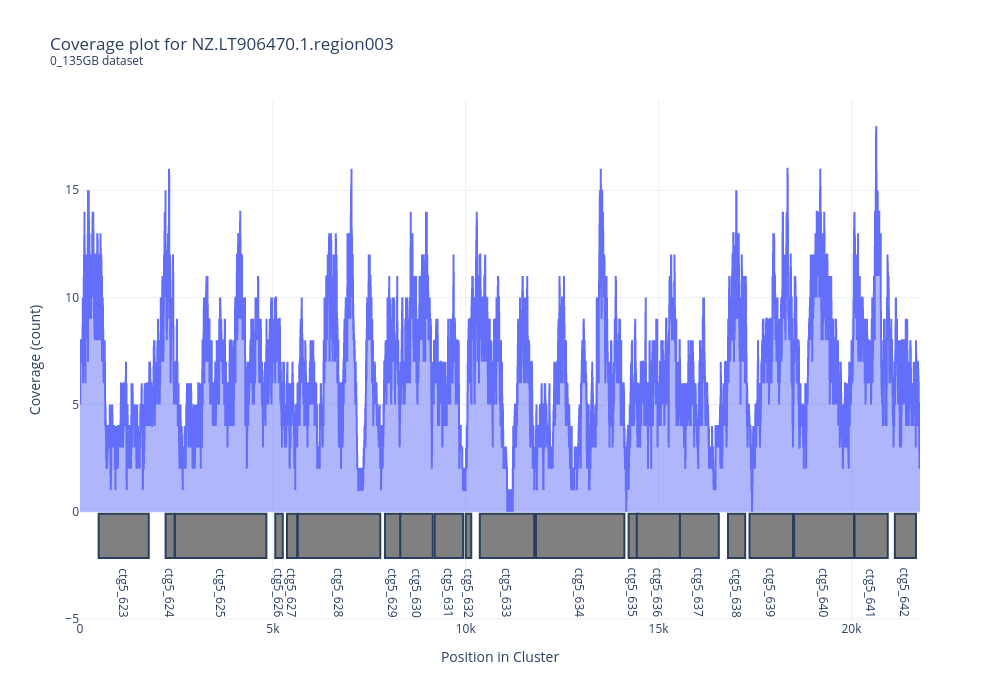 Coverage plot for NZ.LT906470.1.region003
0_135GB dataset
Coverage (count)
15
10
5
0
−5
ctg5_623
ctg5_624
ctg5_625
ctg5_626
ctg5_627
ctg5_628
ctg5_629
ctg5_630
ctg5_631
ctg5_632
ctg5_633
ctg5_634
ctg5_635
ctg5_636
ctg5_637
ctg5_638
ctg5_639
ctg5_640
ctg5_641
ctg5_642
0
5k
10k
15k
20k
Position in Cluster